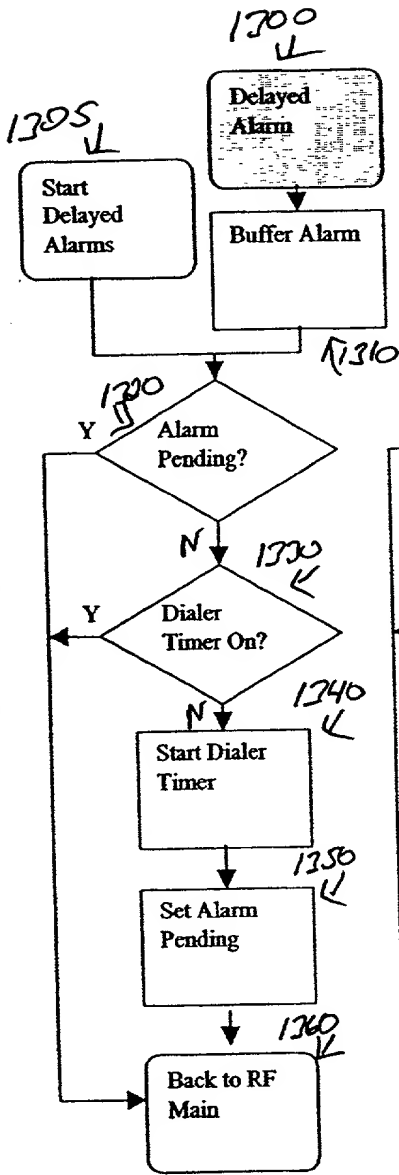 1300
1305
Delayed
Alarm
Start
Delayed
Alarms
Buffer Alarm
1310
1320
Y
Alarm
Pending?
N
1330
Y
Dialer
Timer On?
1340
N
Start Dialer
Timer
1350
Set Alarm
Pending
1360
Back to RF
Main